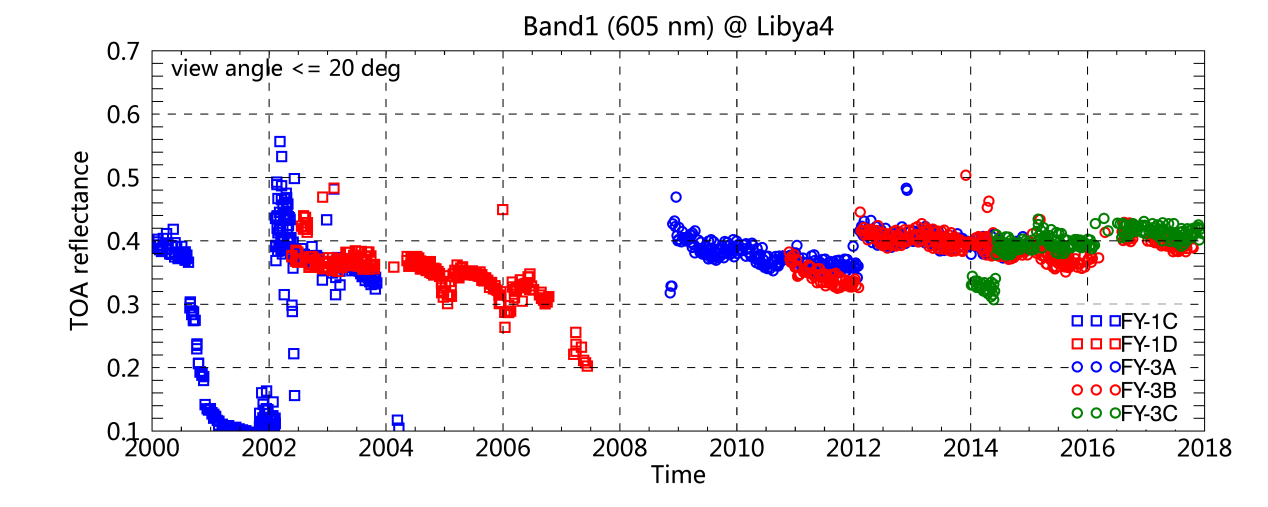 Band1 (605 nm) @ Libya4
view angle <= 20 deg
TOA reflectance
0.7
0.6
0.5
0.4
0.3
0.2
0.1
FY-1C
FY-1D
FY-3A
FY-3B
FY-3C
2000 2002 2004 2006 2008 2010 2012 2014 2016 2018
Time